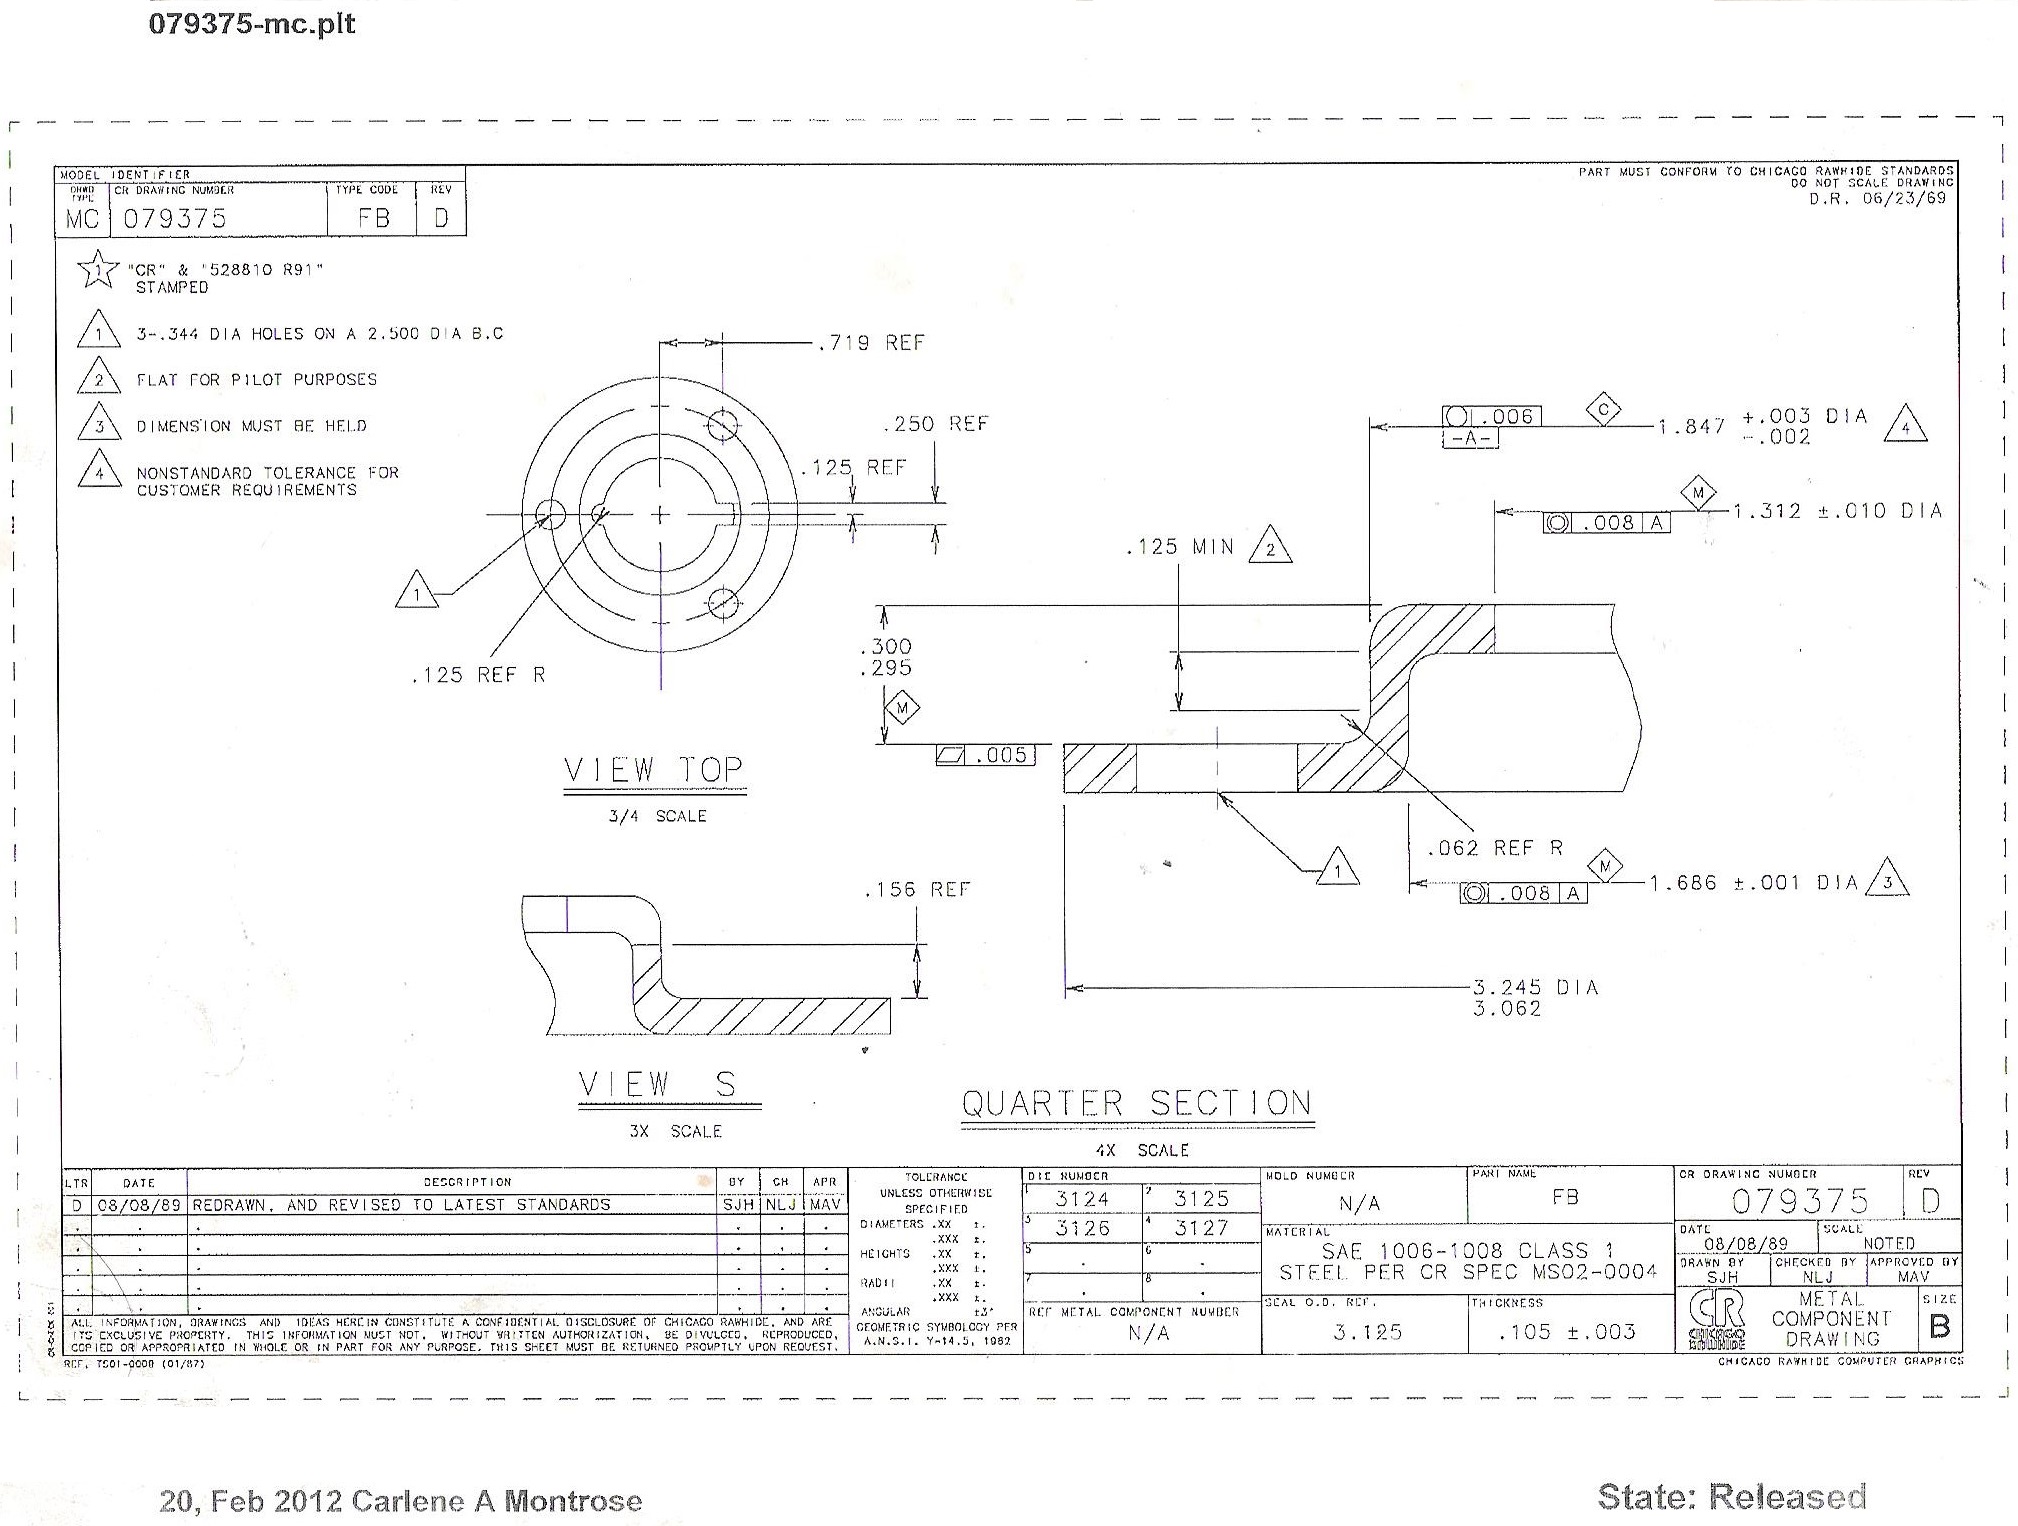 079375-mc.plt
MODEL IDENTIFIER
DRWG TYPE
CR DRAWING NUMBER
TYPE CODE
REV
MC
079375
FB
D
PART MUST CONFORM TO CHICAGO RAWHIDE STANDARDS
DO NOT SCALE DRAWING
D.R. 06/23/69
1 "CR" & "528810 R91"
STAMPED
1 3-.344 DIA HOLES ON A 2.500 DIA B.C
2 FLAT FOR PILOT PURPOSES
3 DIMENSION MUST BE HELD
4 NONSTANDARD TOLERANCE FOR
CUSTOMER REQUIREMENTS
.719 REF
.250 REF
.125 REF
1
.125 REF R
VIEW TOP
3/4 SCALE
.006
-A-
C
1.847 +.003 DIA
-.002
4
M
1.312 ±.010 DIA
.008 A
.125 MIN
2
.300
.295
M
.005
.062 REF R
1
M
1.686 ±.001 DIA
3
.008 A
3.245 DIA
3.062
.156 REF
VIEW S
3X SCALE
QUARTER SECTION
4X SCALE
LTR DATE DESCRIPTION BY CH APR
D 08/08/89 REDRAWN, AND REVISED TO LATEST STANDARDS SJH NLJ MAV
ALL INFORMATION, DRAWINGS AND IDEAS HEREIN CONSTITUTE A CONFIDENTIAL DISCLOSURE OF CHICAGO RAWHIDE, AND ARE
ITS EXCLUSIVE PROPERTY. THIS INFORMATION MUST NOT, WITHOUT WRITTEN AUTHORIZATION, BE DIVULGED, REPRODUCED,
COPIED OR APPROPRIATED IN WHOLE OR IN PART FOR ANY PURPOSE. THIS SHEET MUST BE RETURNED PROMPTLY UPON REQUEST.
REF. TS01-0000 (01/87)
TOLERANCE
UNLESS OTHERWISE
SPECIFIED
DIAMETERS .XX ±.
.XXX ±.
HEIGHTS .XX ±.
.XXX ±.
RADII .XX ±.
.XXX ±.
ANGULAR ±3°
GEOMETRIC SYMBOLOGY PER
A.N.S.I. Y-14.5, 1982
DIE NUMBER
1 3124
2 3125
3 3126
4 3127
5
6
7
8
REF METAL COMPONENT NUMBER
N/A
MOLD NUMBER
N/A
PART NAME
FB
MATERIAL
SAE 1006-1008 CLASS 1
STEEL PER CR SPEC MS02-0004
SEAL O.D. REF.
3.125
THICKNESS
.105 ±.003
CR DRAWING NUMBER
079375
REV
D
DATE
08/08/89
SCALE
NOTED
DRAWN BY
SJH
CHECKED BY
NLJ
APPROVED BY
MAV
CR
CHICAGO
RAWHIDE
METAL
COMPONENT
DRAWING
SIZE
B
CHICAGO RAWHIDE COMPUTER GRAPHICS
20, Feb 2012 Carlene A Montrose
State: Released